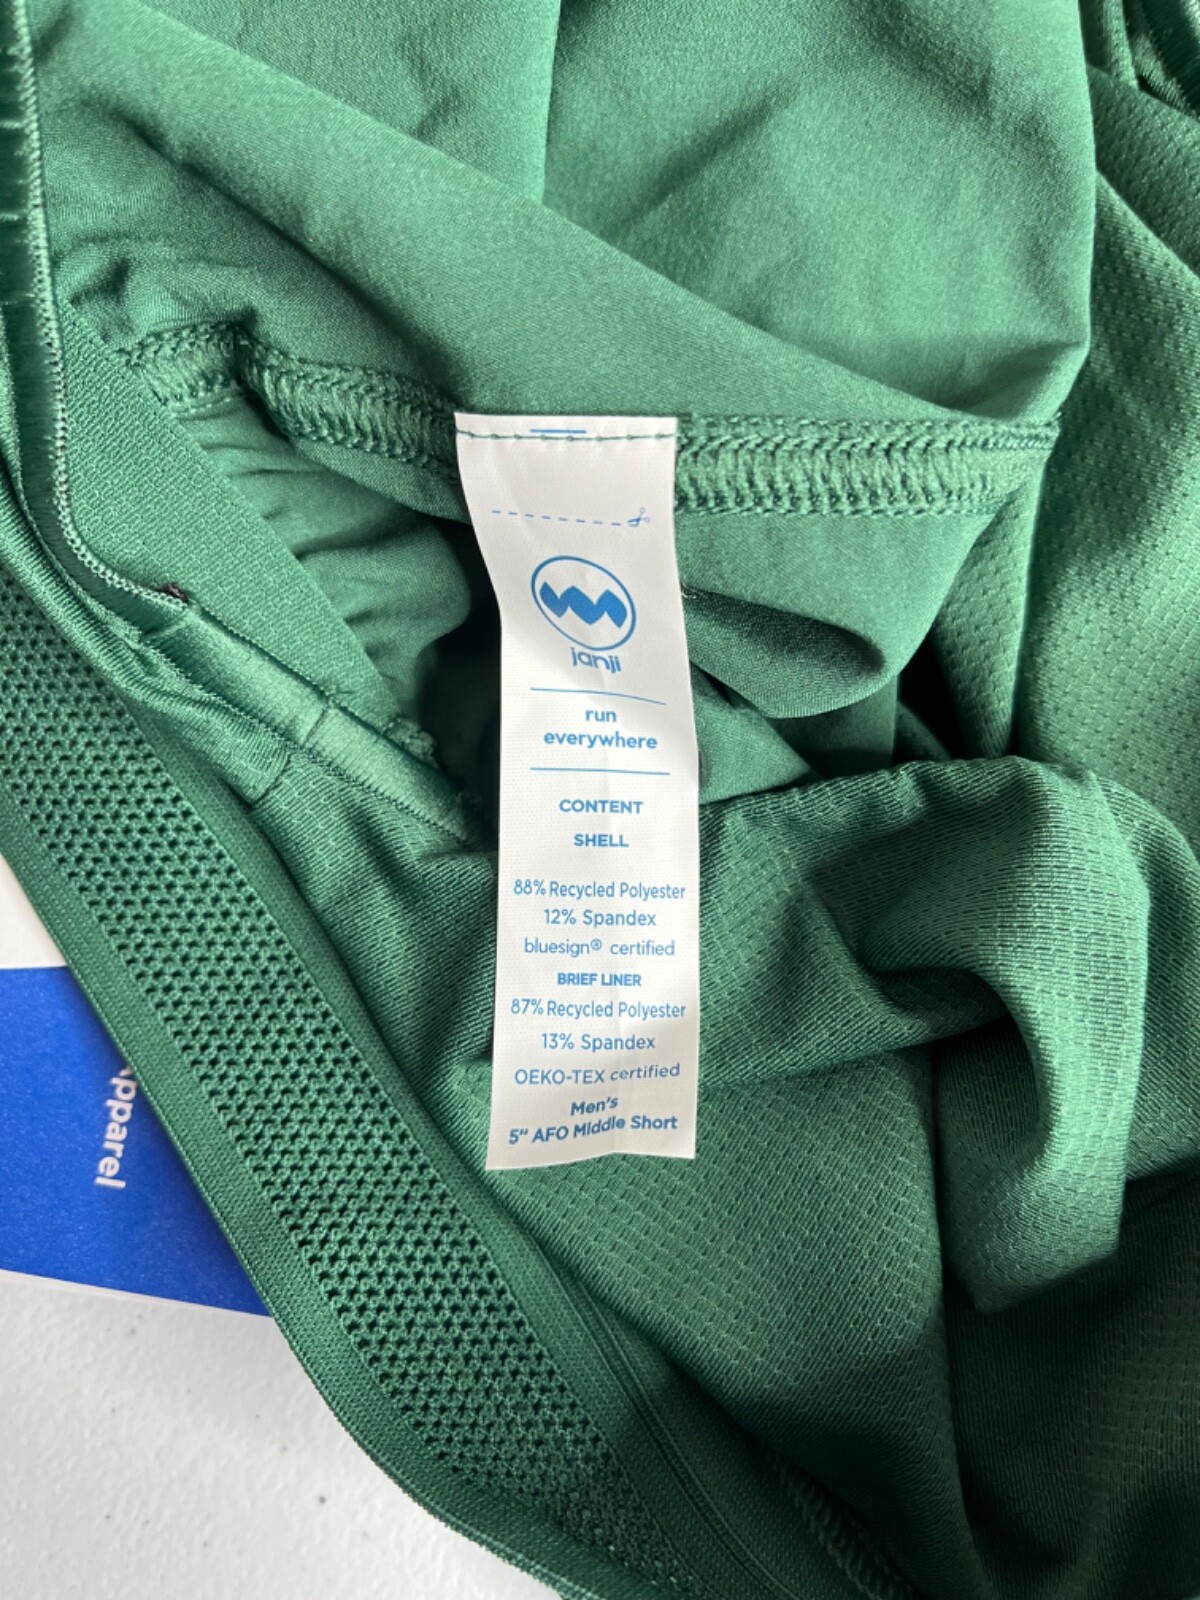 janji
run
everywhere
CONTENT
SHELL
88% Recycled Polyester
12% Spandex
bluesign® certified
BRIEF LINER
87% Recycled Polyester
13% Spandex
OEKO-TEX certified
Men's
5" AFO MIddle Short
Apparel